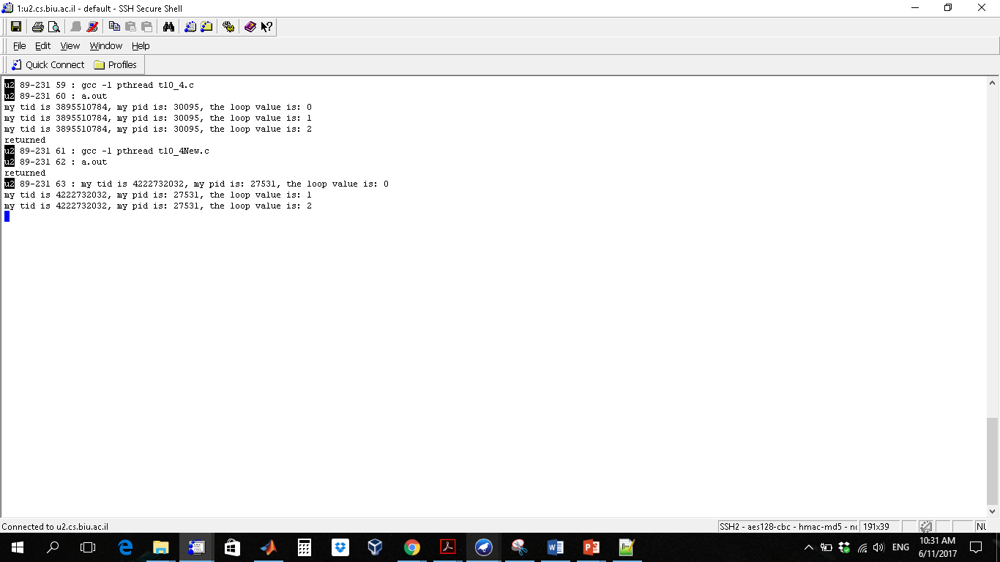 1:u2.cs.biu.ac.il - default - SSH Secure Shell
File Edit View Window Help
Quick Connect Profiles
u2 89-231 59 : gcc -l pthread t10_4.c
u2 89-231 60 : a.out
my tid is 3895510784, my pid is: 30095, the loop value is: 0
my tid is 3895510784, my pid is: 30095, the loop value is: 1
my tid is 3895510784, my pid is: 30095, the loop value is: 2
returned
u2 89-231 61 : gcc -l pthread t10_4New.c
u2 89-231 62 : a.out
returned
u2 89-231 63 : my tid is 4222732032, my pid is: 27531, the loop value is: 0
my tid is 4222732032, my pid is: 27531, the loop value is: 1
my tid is 4222732032, my pid is: 27531, the loop value is: 2
Connected to u2.cs.biu.ac.il SSH2 - aes128-cbc - hmac-md5 - 191x39
ENG
10:31 AM
6/11/2017